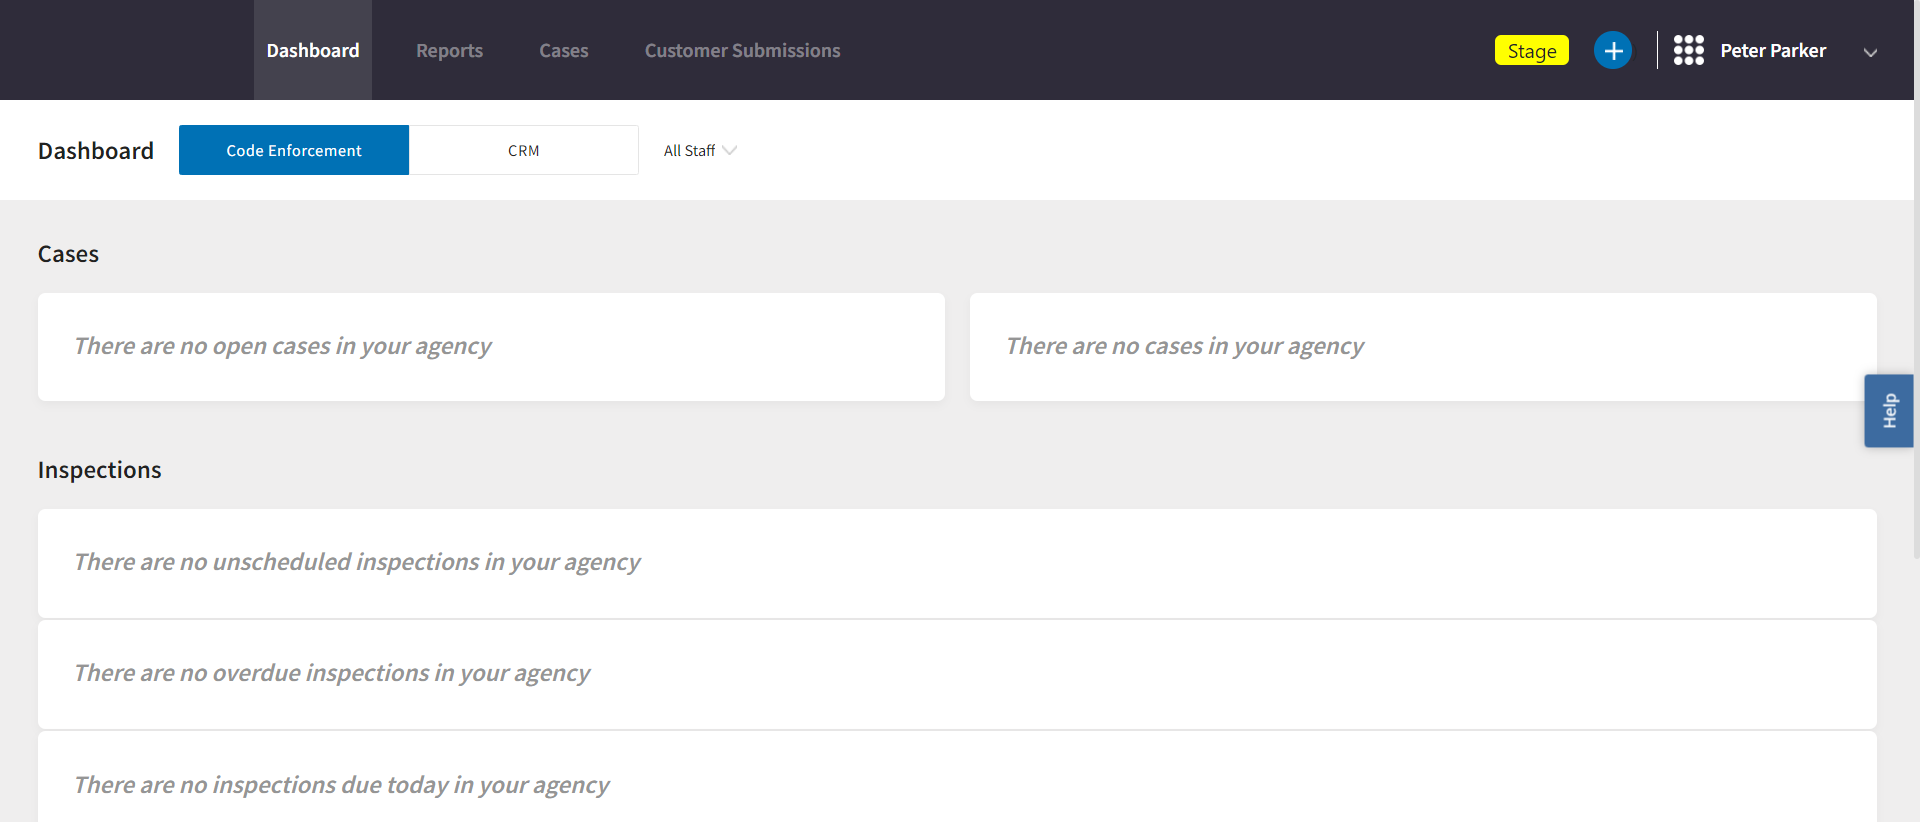 Dashboard
Reports
Cases
Customer Submissions
Stage
Peter Parker
Dashboard
Code Enforcement
CRM
All Staff
Cases
There are no open cases in your agency
There are no cases in your agency
Help
Inspections
There are no unscheduled inspections in your agency
There are no overdue inspections in your agency
There are no inspections due today in your agency